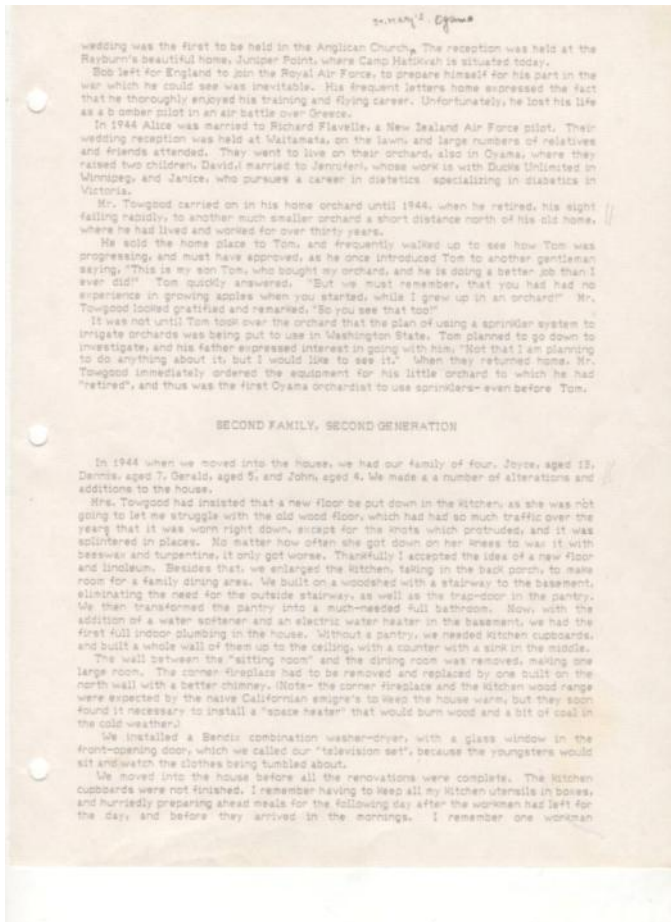 St. Mary's, Oyama
wedding was the first to be held in the Anglican Church. The reception was held at the
Rayburn's beautiful home, Juniper Point, where Camp Hatikvah is situated today.
Bob left for England to join the Royal Air Force, to prepare himself for his part in the
war which he could see was inevitable. His frequent letters home expressed the fact
that he thoroughly enjoyed his training and flying career. Unfortunately, he lost his life
as a b omber pilot in an air battle over Greece.
In 1944 Alice was married to Richard Flavelle, a New Zealand Air Force pilot. Their
wedding reception was held at Waitamata, on the lawn, and large numbers of relatives
and friends attended. They went to live on their orchard, also in Oyama, where they
raised two children, David,( married to Jennifer), whose work is with Ducks Unlimited in
Winnipeg, and Janice, who pursues a career in dietetics specializing in diabetics in
Victoria.
Mr. Towgood carried on in his home orchard until 1944, when he retired, his sight
failing rapidly, to another much smaller orchard a short distance north of his old home,
where he had lived and worked for over thirty years.
He sold the home place to Tom, and frequently walked up to see how Tom was
progressing, and must have approved, as he once introduced Tom to another gentleman
saying, "This is my son Tom, who bought my orchard, and he is doing a better job than I
ever did!" Tom quickly answered, "But we must remember, that you had had no
experience in growing apples when you started, while I grew up in an orchard!" Mr.
Towgood looked gratified and remarked, "So you see that too!"
It was not until Tom took over the orchard that the plan of using a sprinkler system to
irrigate orchards was being put to use in Washington State. Tom planned to go down to
investigate, and his father expressed interest in going with him, "Not that I am planning
to do anything about it, but I would like to see it." When they returned home, Mr.
Towgood immediately ordered the equipment for his little orchard to which he had
"retired", and thus was the first Oyama orchardist to use sprinklers- even before Tom.
SECOND FAMILY, SECOND GENERATION
In 1944 when we moved into the house, we had our family of four, Joyce, aged 13,
Dennis, aged 7, Gerald, aged 5, and John, aged 4. We made a a number of alterations and
additions to the house.
Mrs. Towgood had insisted that a new floor be put down in the kitchen, as she was not
going to let me struggle with the old wood floor, which had had so much traffic over the
years that it was worn right down, except for the knots which protruded, and it was
splintered in places. No matter how often she got down on her knees to wax it with
beeswax and turpentine, it only got worse. Thankfully I accepted the idea of a new floor
and linoleum. Besides that, we enlarged the kitchen, taking in the back porch, to make
room for a family dining area. We built on a woodshed with a stairway to the basement,
eliminating the need for the outside stairway, as well as the trap-door in the pantry.
We then transformed the pantry into a much-needed full bathroom. Now, with the
addition of a water softener and an electric water heater in the basement, we had the
first full indoor plumbing in the house. Without a pantry, we needed kitchen cupboards,
and built a whole wall of them up to the ceiling, with a counter with a sink in the middle.
The wall between the "sitting room" and the dining room was removed, making one
large room. The corner fireplace had to be removed and replaced by one built on the
north wall with a better chimney. (Note- the corner fireplace and the kitchen wood range
were expected by the naive Californian emigre's to keep the house warm, but they soon
found it necessary to install a "space heater" that would burn wood and a bit of coal in
the cold weather.)
We installed a Bendix combination washer-dryer, with a glass window in the
front-opening door, which we called our "television set", because the youngsters would
sit and watch the clothes being tumbled about.
We moved into the house before all the renovations were complete. The kitchen
cupboards were not finished. I remember having to keep all my kitchen utensils in boxes,
and hurriedly preparing ahead meals for the following day after the workmen had left for
the day, and before they arrived in the mornings. I remember one workman